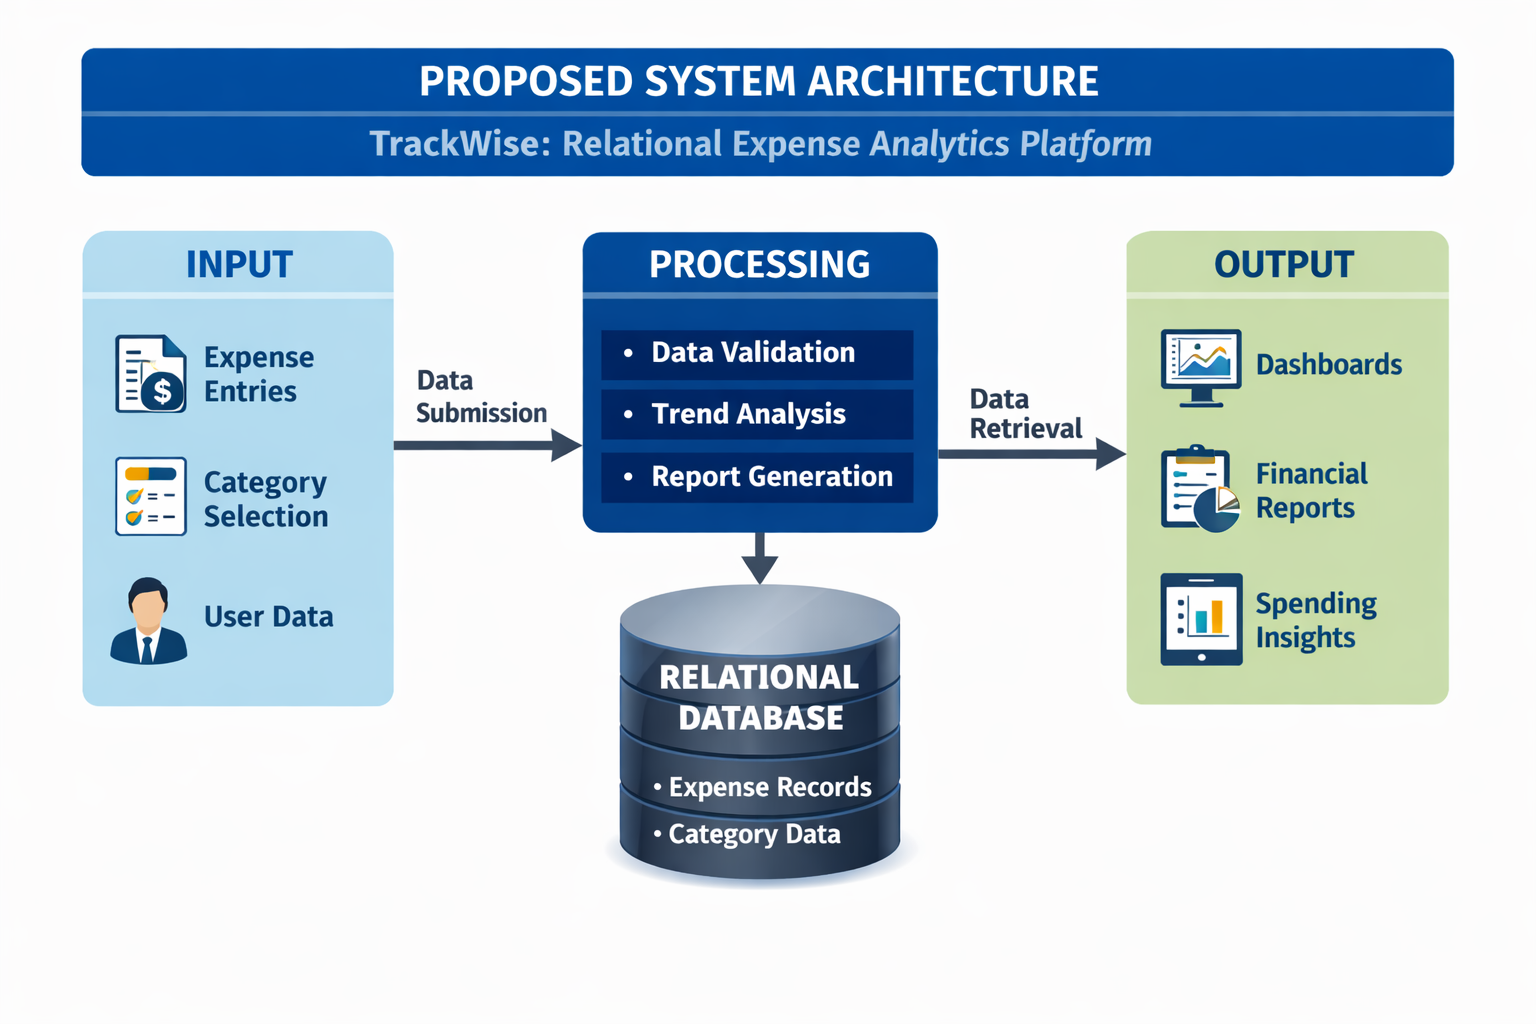 PROPOSED SYSTEM ARCHITECTURE
TrackWise: Relational Expense Analytics Platform
INPUT
Expense
Entries
Category
Selection
User Data
Data
Submission
PROCESSING
• Data Validation
• Trend Analysis
• Report Generation
Data
Retrieval
RELATIONAL
DATABASE
• Expense Records
• Category Data
OUTPUT
Dashboards
Financial
Reports
Spending
Insights